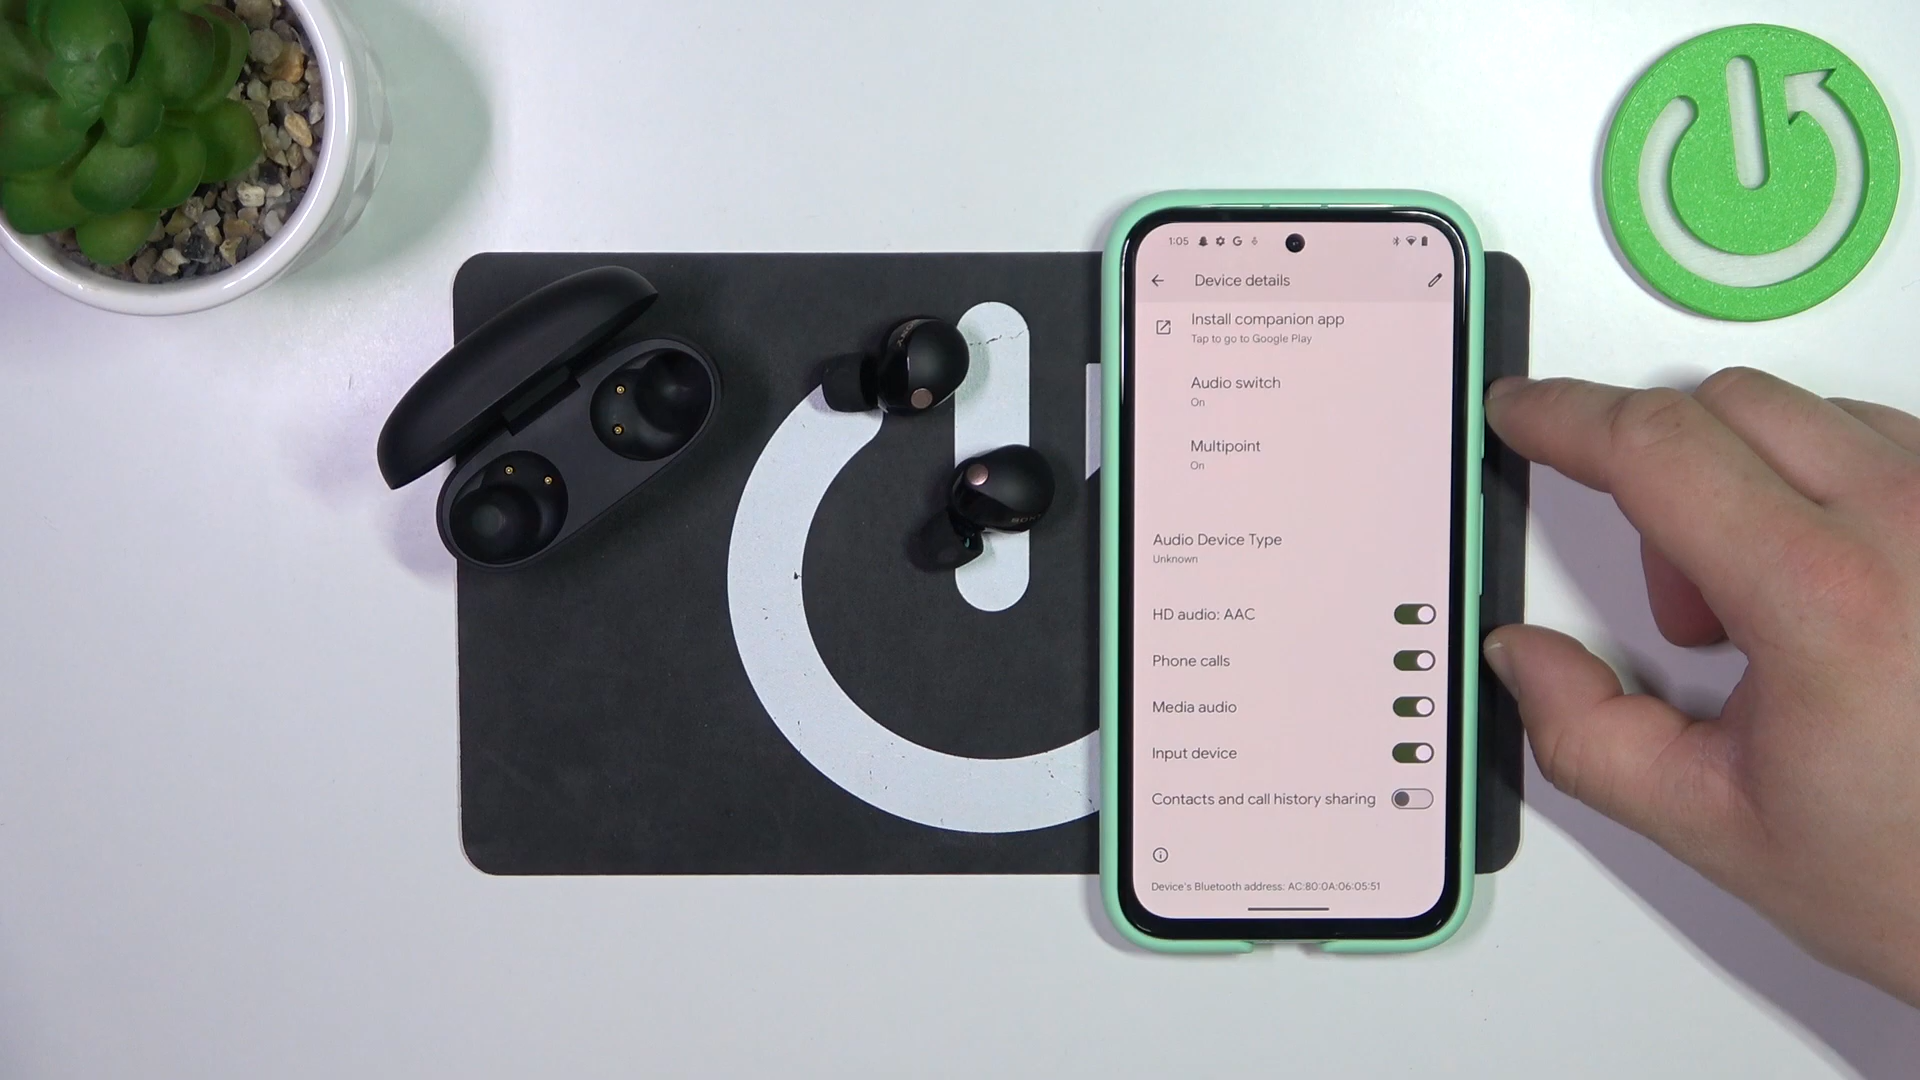 1:05
Device details
Install companion app
Tap to go to Google Play
Audio switch
On
Multipoint
On
Audio Device Type
Unknown
HD audio: AAC
Phone calls
Media audio
Input device
Contacts and call history sharing
Device's Bluetooth address: AC:80:0A:06:05:51
SONY
SONY